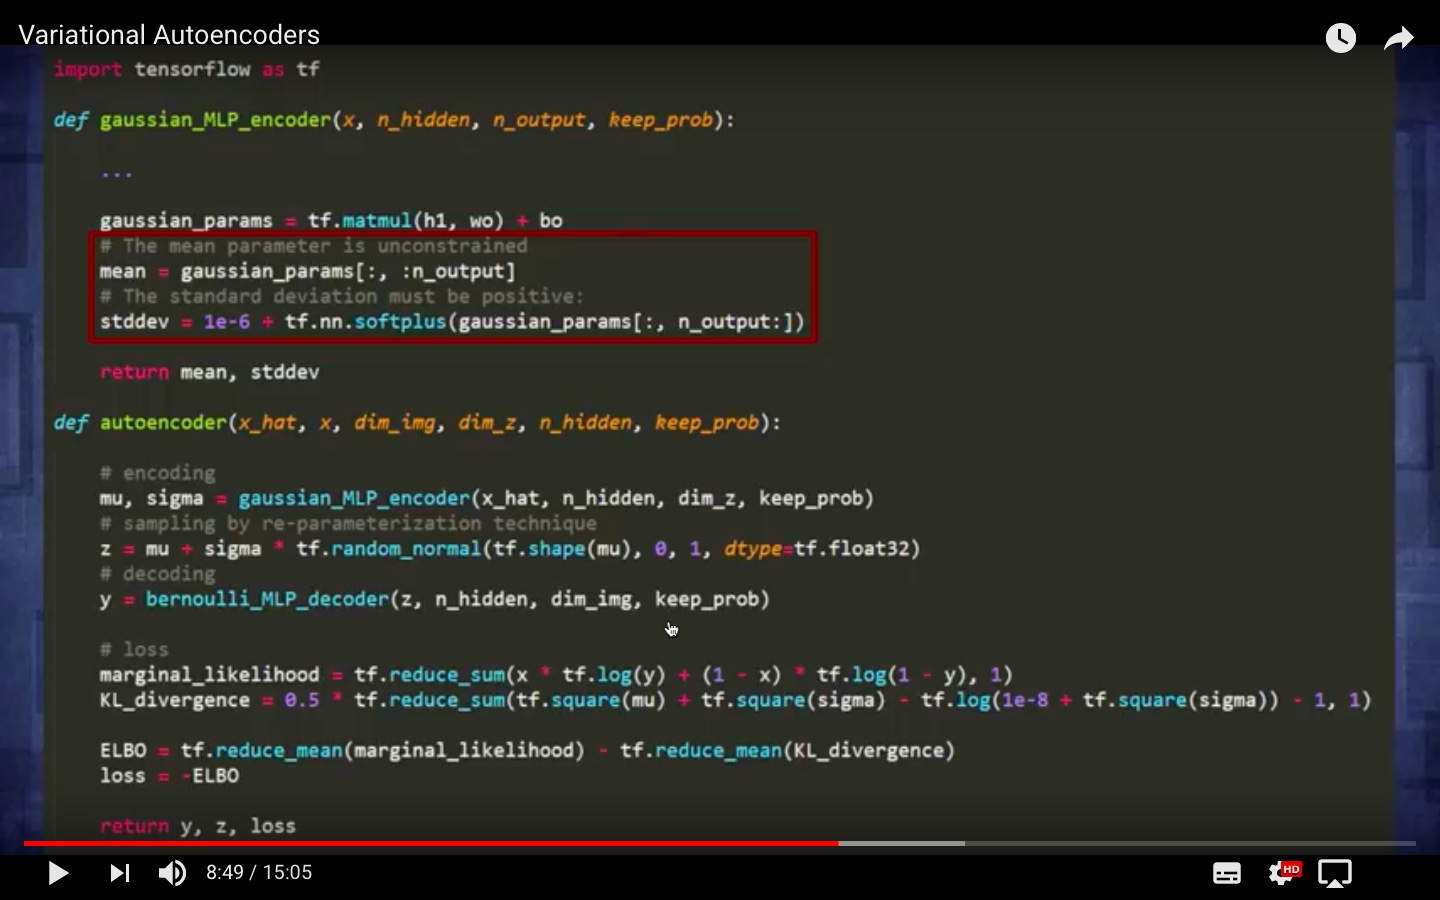 Variational Autoencoders
import tensorflow as tf
def gaussian_MLP_encoder(x, n_hidden, n_output, keep_prob):
...
gaussian_params = tf.matmul(h1, wo) + bo
# The mean parameter is unconstrained
mean = gaussian_params[:, :n_output]
# The standard deviation must be positive:
stddev = 1e-6 + tf.nn.softplus(gaussian_params[:, n_output:])
return mean, stddev
def autoencoder(x_hat, x, dim_img, dim_z, n_hidden, keep_prob):
# encoding
mu, sigma = gaussian_MLP_encoder(x_hat, n_hidden, dim_z, keep_prob)
# sampling by re-parameterization technique
z = mu + sigma * tf.random_normal(tf.shape(mu), 0, 1, dtype=tf.float32)
# decoding
y = bernoulli_MLP_decoder(z, n_hidden, dim_img, keep_prob)
# loss
marginal_likelihood = tf.reduce_sum(x * tf.log(y) + (1 - x) * tf.log(1 - y), 1)
KL_divergence = 0.5 * tf.reduce_sum(tf.square(mu) + tf.square(sigma) - tf.log(1e-8 + tf.square(sigma)) - 1, 1)
ELBO = tf.reduce_mean(marginal_likelihood) - tf.reduce_mean(KL_divergence)
loss = -ELBO
return y, z, loss
8:49 / 15:05
HD